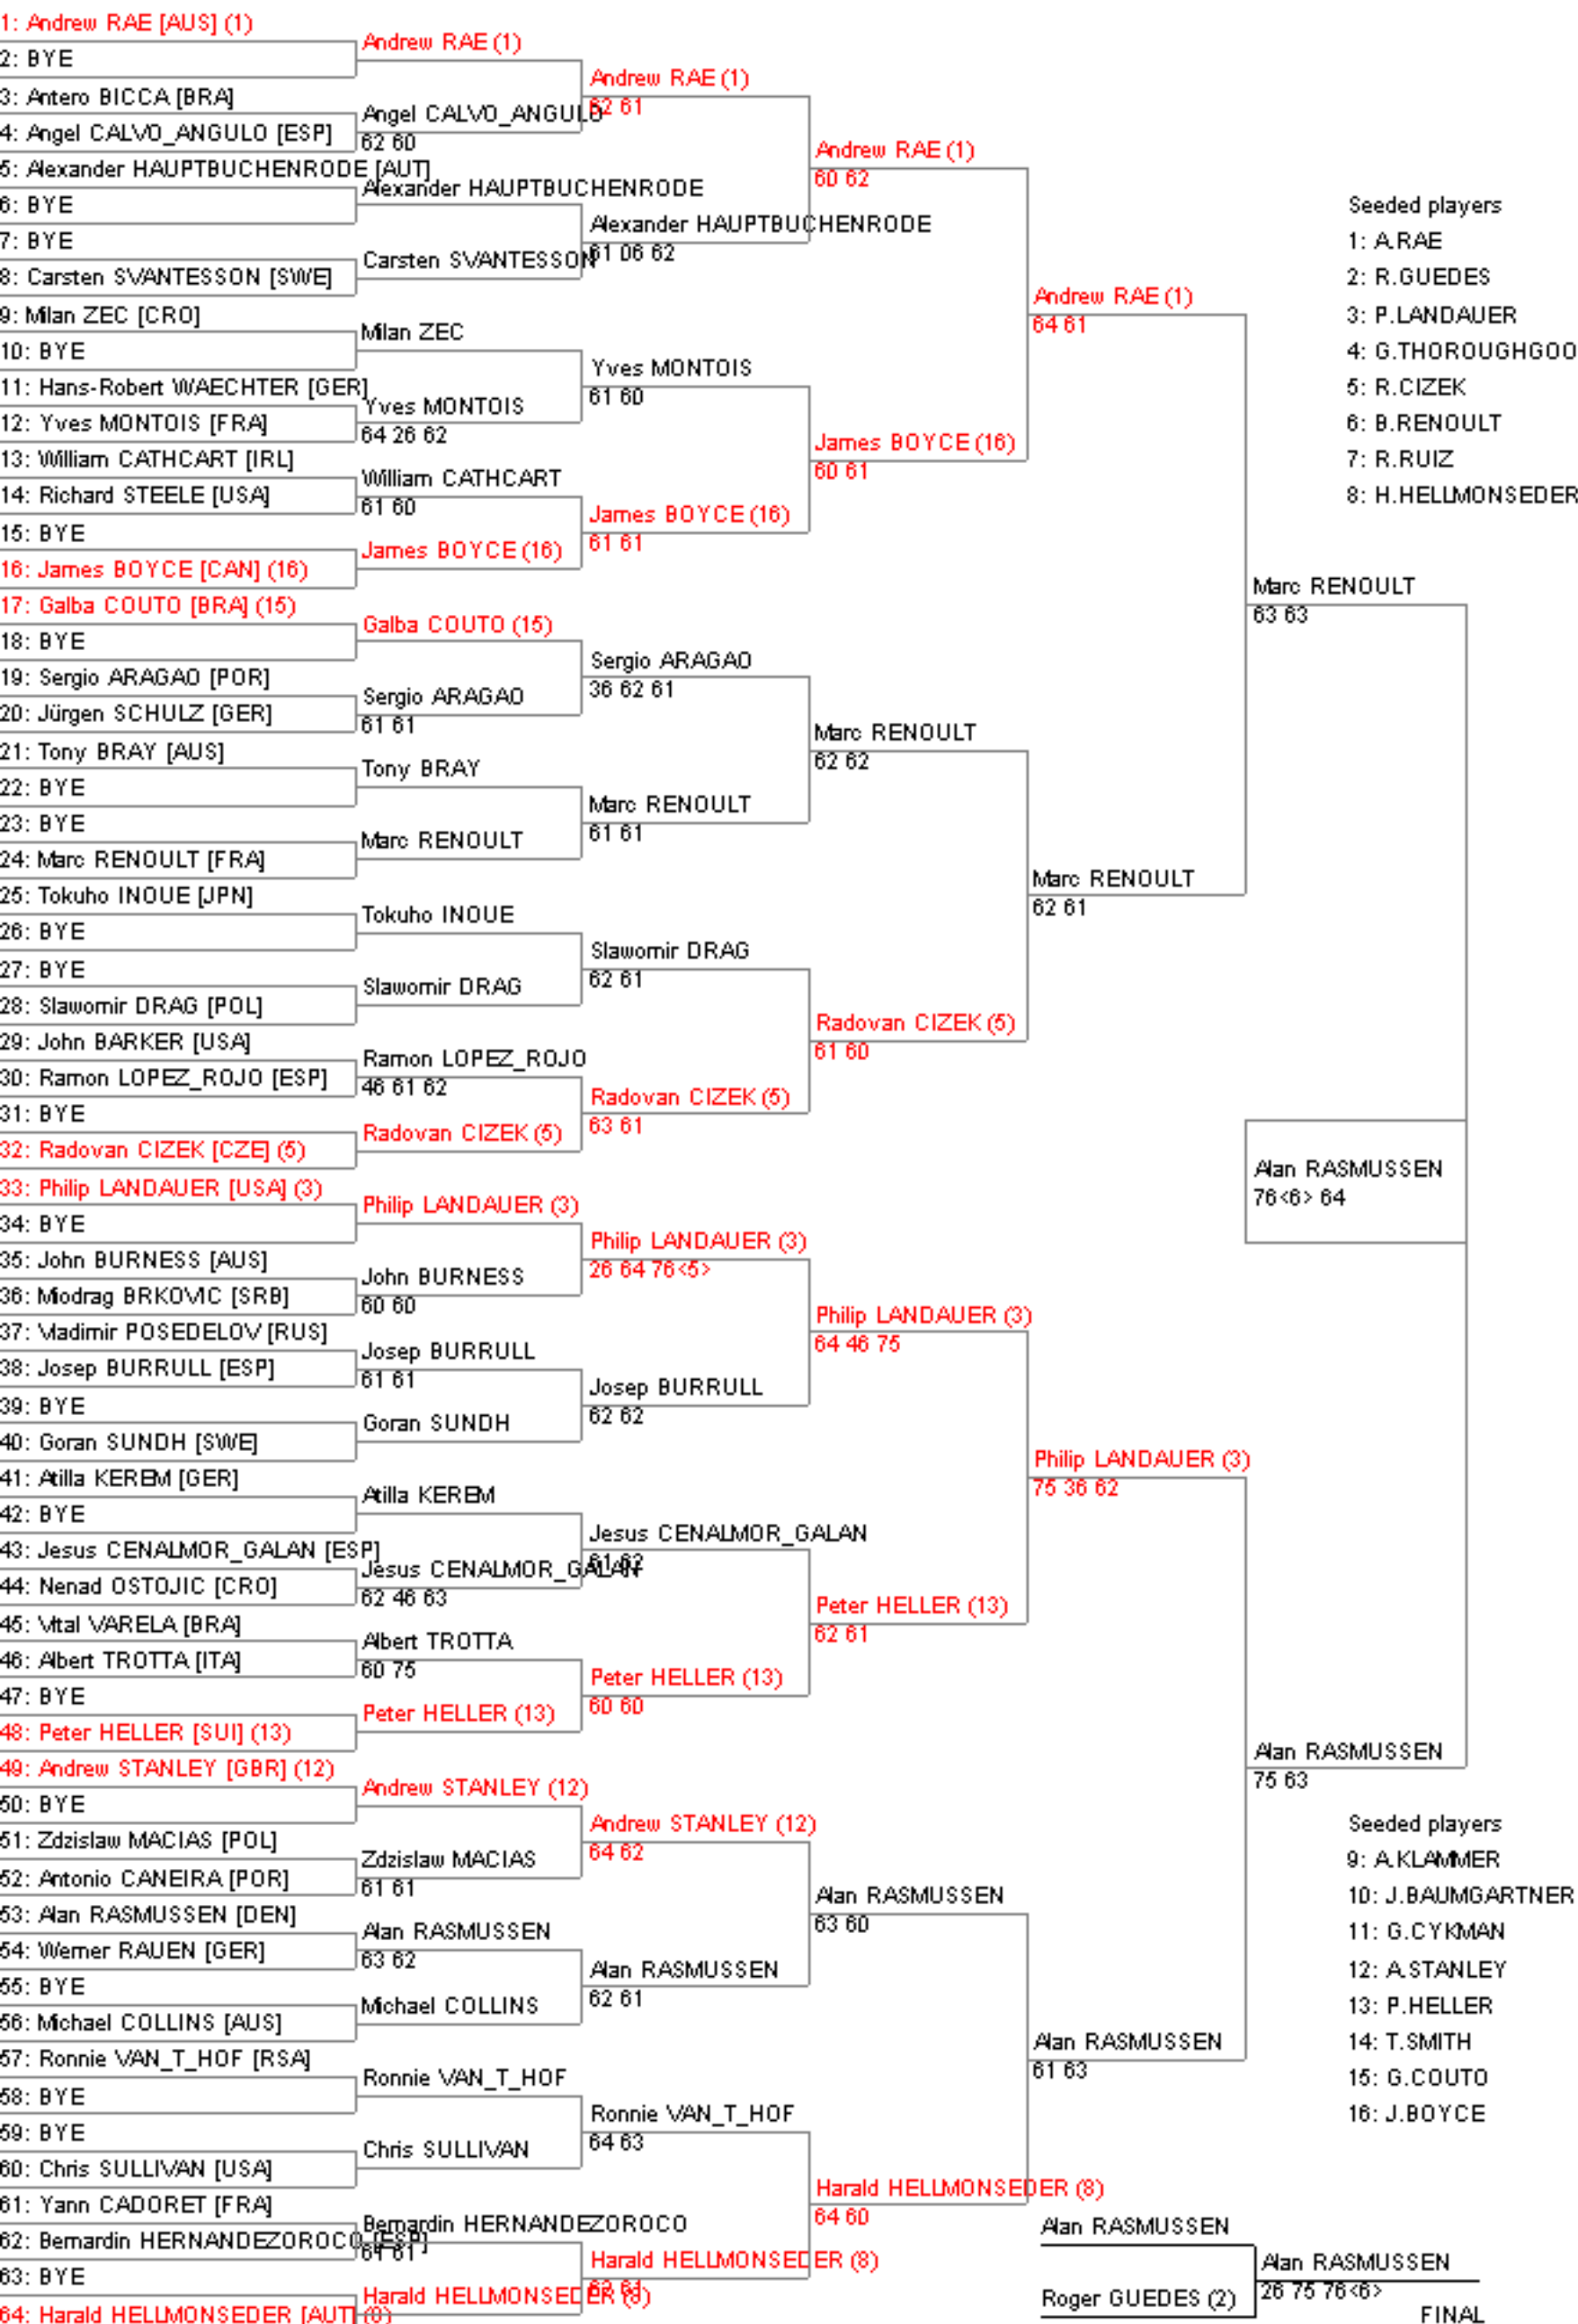 1: Andrew RAE [AUS] (1)
2: BYE
3: Antero BICCA [BRA]
4: Angel CALVO_ANGULO [ESP]
5: Alexander HAUPTBUCHENRODE [AUT]
6: BYE
7: BYE
8: Carsten SVANTESSON [SWE]
9: Milan ZEC [CRO]
10: BYE
11: Hans-Robert WAECHTER [GER]
12: Yves MONTOIS [FRA]
13: William CATHCART [IRL]
14: Richard STEELE [USA]
15: BYE
16: James BOYCE [CAN] (16)
17: Galba COUTO [BRA] (15)
18: BYE
19: Sergio ARAGAO [POR]
20: Jürgen SCHULZ [GER]
21: Tony BRAY [AUS]
22: BYE
23: BYE
24: Marc RENOULT [FRA]
25: Tokuho INOUE [JPN]
26: BYE
27: BYE
28: Slawomir DRAG [POL]
29: John BARKER [USA]
30: Ramon LOPEZ_ROJO [ESP]
31: BYE
32: Radovan CIZEK [CZE] (5)
33: Philip LANDAUER [USA] (3)
34: BYE
35: John BURNESS [AUS]
36: Miodrag BRKOVIC [SRB]
37: Vladimir POSEDELOV [RUS]
38: Josep BURRULL [ESP]
39: BYE
40: Goran SUNDH [SWE]
41: Atilla KEREM [GER]
42: BYE
43: Jesus CENALMOR_GALAN [ESP]
44: Nenad OSTOJIC [CRO]
45: Vital VARELA [BRA]
46: Albert TROTTA [ITA]
47: BYE
48: Peter HELLER [SUI] (13)
49: Andrew STANLEY [GBR] (12)
50: BYE
51: Zdzislaw MACIAS [POL]
52: Antonio CANEIRA [POR]
53: Alan RASMUSSEN [DEN]
54: Werner RAUEN [GER]
55: BYE
56: Michael COLLINS [AUS]
57: Ronnie VAN_T_HOF [RSA]
58: BYE
59: BYE
60: Chris SULLIVAN [USA]
61: Yann CADORET [FRA]
62: Bernardin HERNANDEZOROCO [ESP]
63: BYE
64: Harald HELLMONSEDER [AUT] (8)
Andrew RAE (1)
Angel CALVO_ANGULO
62 60
Alexander HAUPTBUCHENRODE
Carsten SVANTESSON
Milan ZEC
Yves MONTOIS
64 26 62
William CATHCART
61 60
James BOYCE (16)
Galba COUTO (15)
Sergio ARAGAO
61 61
Tony BRAY
Marc RENOULT
Tokuho INOUE
Slawomir DRAG
Ramon LOPEZ_ROJO
46 61 62
Radovan CIZEK (5)
Philip LANDAUER (3)
John BURNESS
60 60
Josep BURRULL
61 61
Goran SUNDH
Atilla KEREM
Jesus CENALMOR_GALAN
62 46 63
Albert TROTTA
60 75
Peter HELLER (13)
Andrew STANLEY (12)
Zdzislaw MACIAS
61 61
Alan RASMUSSEN
63 62
Michael COLLINS
Ronnie VAN_T_HOF
Chris SULLIVAN
Bernardin HERNANDEZOROCO
61 61
Harald HELLMONSEDER (8)
Andrew RAE (1)
62 61
Alexander HAUPTBUCHENRODE
61 06 62
Yves MONTOIS
61 60
James BOYCE (16)
61 61
Sergio ARAGAO
36 62 61
Marc RENOULT
61 61
Slawomir DRAG
62 61
Radovan CIZEK (5)
63 61
Philip LANDAUER (3)
26 64 76<5>
Josep BURRULL
62 62
Jesus CENALMOR_GALAN
61 62
Peter HELLER (13)
60 60
Andrew STANLEY (12)
64 62
Alan RASMUSSEN
62 61
Ronnie VAN_T_HOF
64 63
Harald HELLMONSEDER (8)
Andrew RAE (1)
60 62
James BOYCE (16)
60 61
Marc RENOULT
62 62
Radovan CIZEK (5)
61 60
Philip LANDAUER (3)
64 46 75
Peter HELLER (13)
62 61
Alan RASMUSSEN
63 60
Harald HELLMONSEDER (8)
64 60
Andrew RAE (1)
64 61
Marc RENOULT
62 61
Philip LANDAUER (3)
75 36 62
Alan RASMUSSEN
61 63
Marc RENOULT
63 63
Alan RASMUSSEN
76<6> 64
Alan RASMUSSEN
75 63
Seeded players
1: A.RAE
2: R.GUEDES
3: P.LANDAUER
4: G.THOROUGHGOO
5: R.CIZEK
6: B.RENOULT
7: R.RUIZ
8: H.HELLMONSEDER
Seeded players
9: A.KLAMMER
10: J.BAUMGARTNER
11: G.CYKMAN
12: A.STANLEY
13: P.HELLER
14: T.SMITH
15: G.COUTO
16: J.BOYCE
Alan RASMUSSEN
Roger GUEDES (2)
Alan RASMUSSEN
26 75 76<6>
FINAL